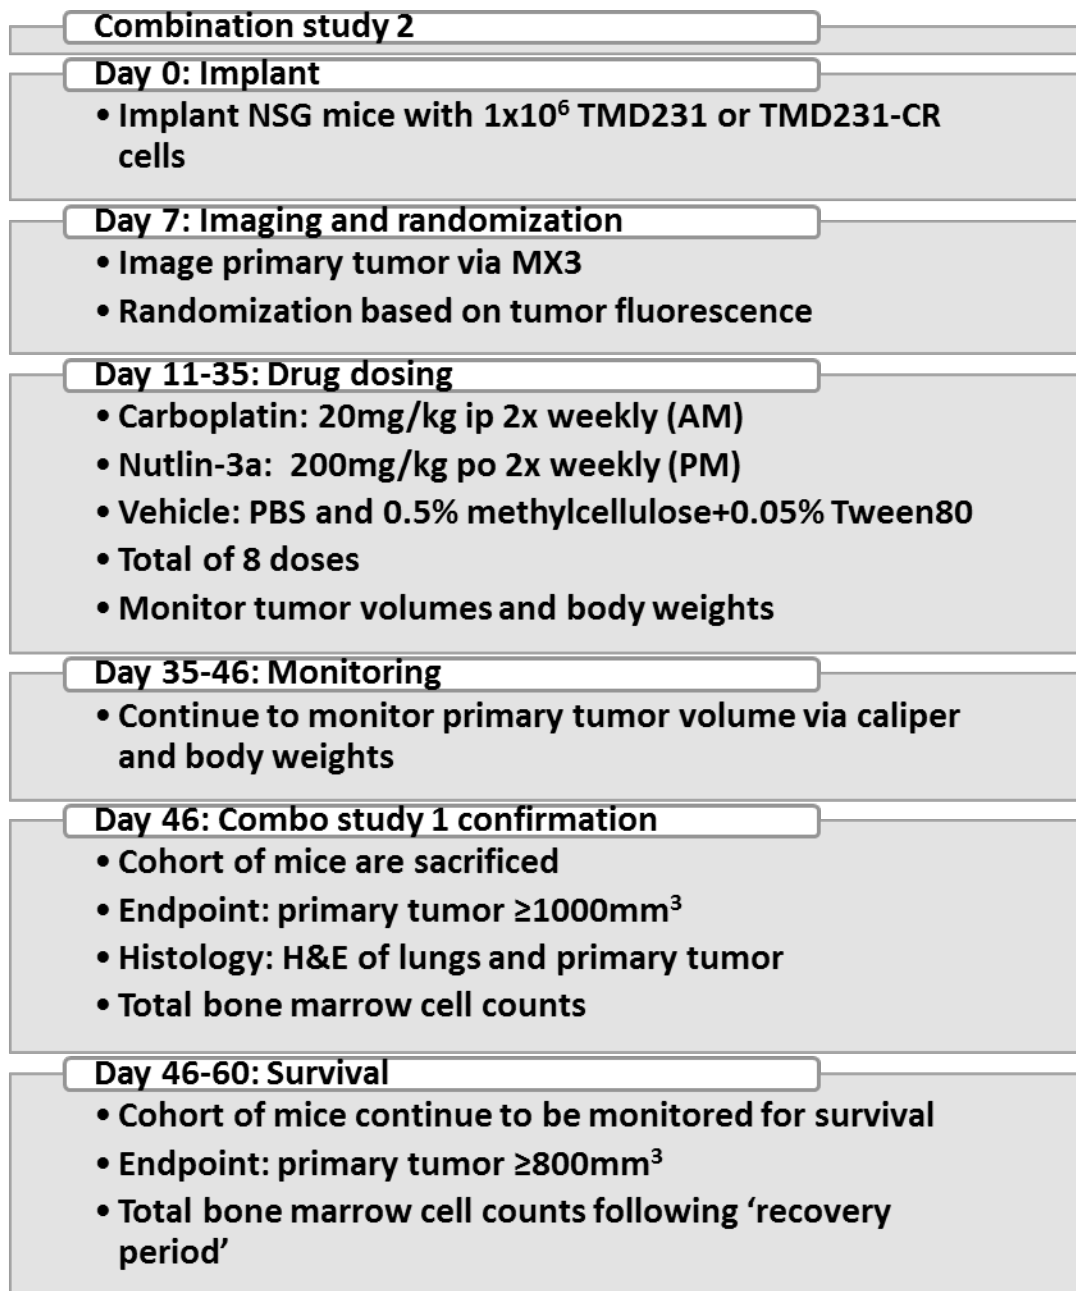 Combination study 2
Day 0: Implant
• Implant NSG mice with 1x10⁶ TMD231 or TMD231-CR
cells
Day 7: Imaging and randomization
• Image primary tumor via MX3
• Randomization based on tumor fluorescence
Day 11-35: Drug dosing
• Carboplatin: 20mg/kg ip 2x weekly (AM)
• Nutlin-3a: 200mg/kg po 2x weekly (PM)
• Vehicle: PBS and 0.5% methylcellulose+0.05% Tween80
• Total of 8 doses
• Monitor tumor volumes and body weights
Day 35-46: Monitoring
• Continue to monitor primary tumor volume via caliper
and body weights
Day 46: Combo study 1 confirmation
• Cohort of mice are sacrificed
• Endpoint: primary tumor ≥1000mm³
• Histology: H&E of lungs and primary tumor
• Total bone marrow cell counts
Day 46-60: Survival
• Cohort of mice continue to be monitored for survival
• Endpoint: primary tumor ≥800mm³
• Total bone marrow cell counts following ‘recovery
period’